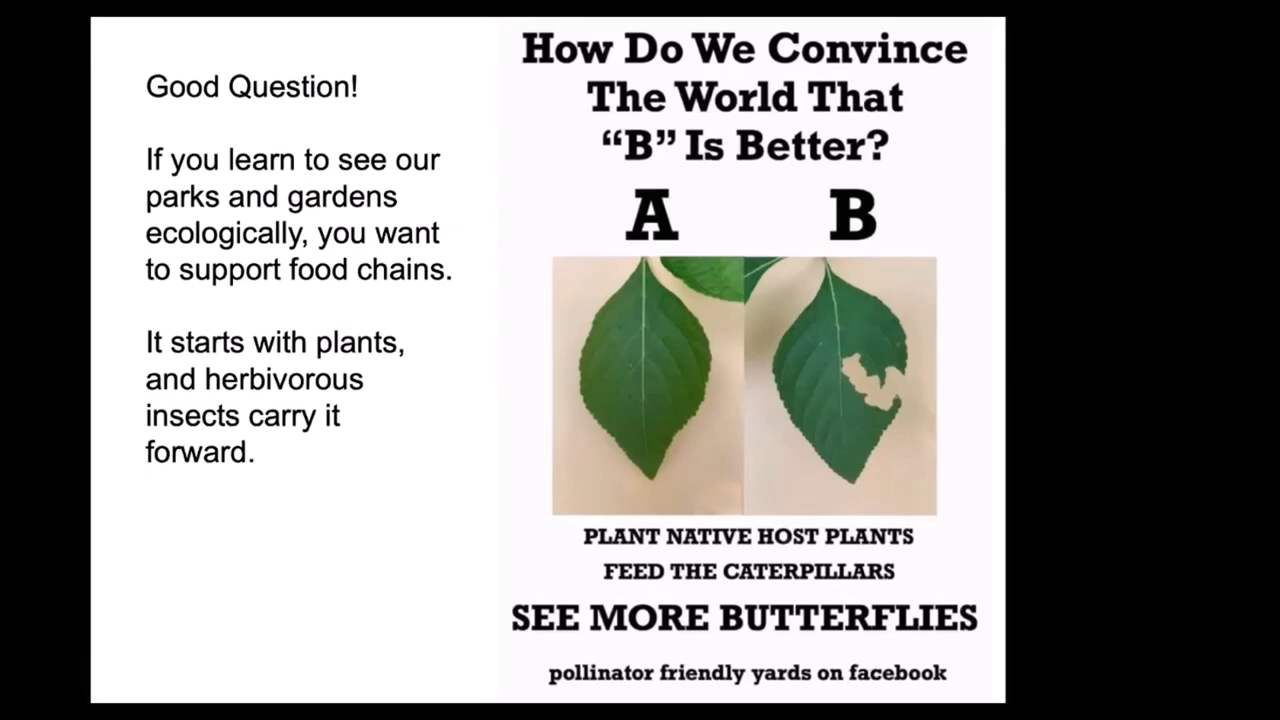 Good Question!
If you learn to see our
parks and gardens
ecologically, you want
to support food chains.
It starts with plants,
and herbivorous
insects carry it
forward.
How Do We Convince
The World That
“B” Is Better?
A B
PLANT NATIVE HOST PLANTS
FEED THE CATERPILLARS
SEE MORE BUTTERFLIES
pollinator friendly yards on facebook